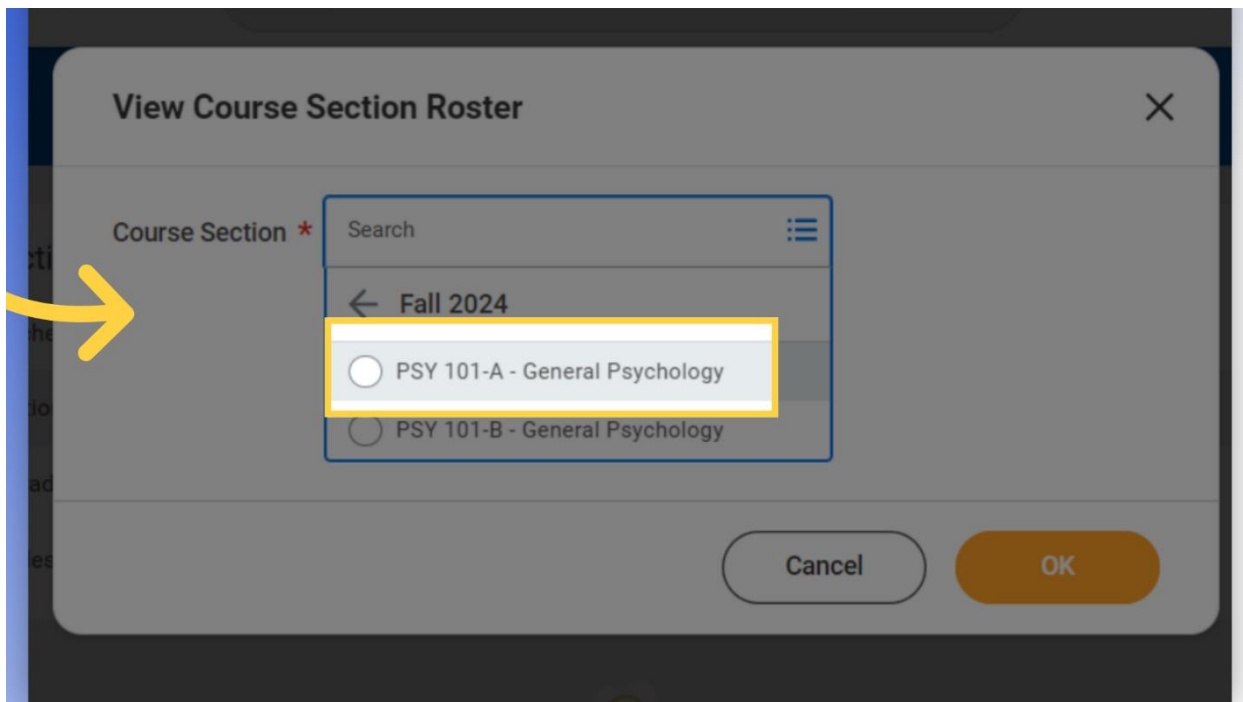 View Course Section Roster
Course Section * Search
Fall 2024
PSY 101-A - General Psychology
PSY 101-B - General Psychology
Cancel OK